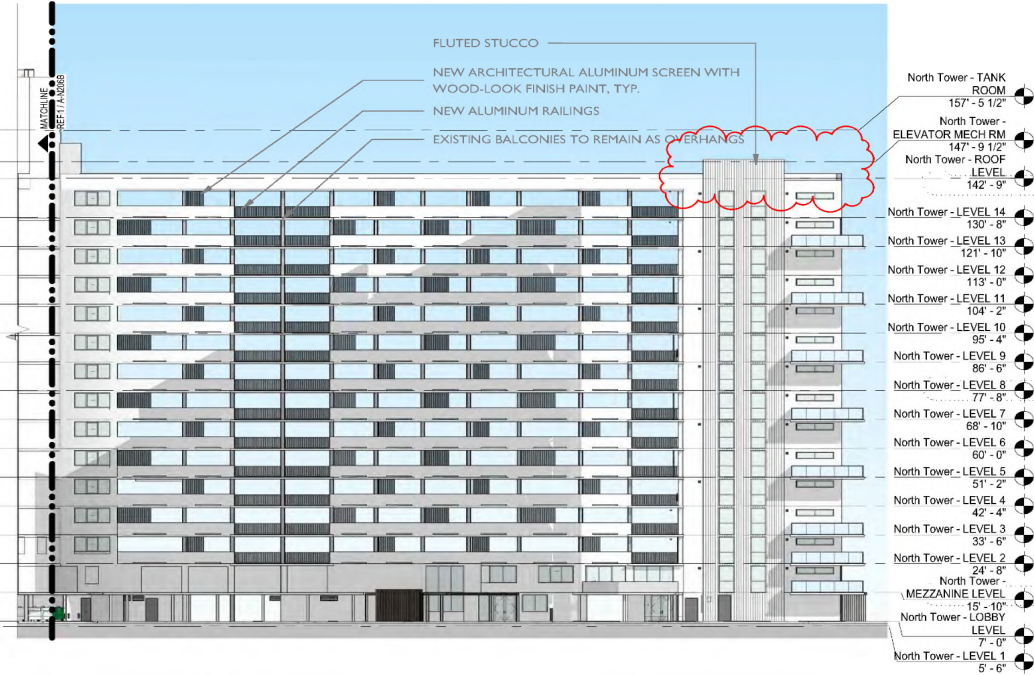 FLUTED STUCCO
NEW ARCHITECTURAL ALUMINUM SCREEN WITH
WOOD-LOOK FINISH PAINT, TYP.
NEW ALUMINUM RAILINGS
EXISTING BALCONIES TO REMAIN AS OVERHANGS
MATCHLINE
REF1 / A-N206B
North Tower - TANK
ROOM
157' - 5 1/2"
North Tower -
ELEVATOR MECH RM
147' - 9 1/2"
North Tower - ROOF
LEVEL
142' - 9"
North Tower - LEVEL 14
130' - 8"
North Tower - LEVEL 13
121' - 10"
North Tower - LEVEL 12
113' - 0"
North Tower - LEVEL 11
104' - 2"
North Tower - LEVEL 10
95' - 4"
North Tower - LEVEL 9
86' - 6"
North Tower - LEVEL 8
77' - 8"
North Tower - LEVEL 7
68' - 10"
North Tower - LEVEL 6
60' - 0"
North Tower - LEVEL 5
51' - 2"
North Tower - LEVEL 4
42' - 4"
North Tower - LEVEL 3
33' - 6"
North Tower - LEVEL 2
24' - 8"
North Tower -
MEZZANINE LEVEL
15' - 10"
North Tower - LOBBY
LEVEL
7' - 0"
North Tower - LEVEL 1
5' - 6"